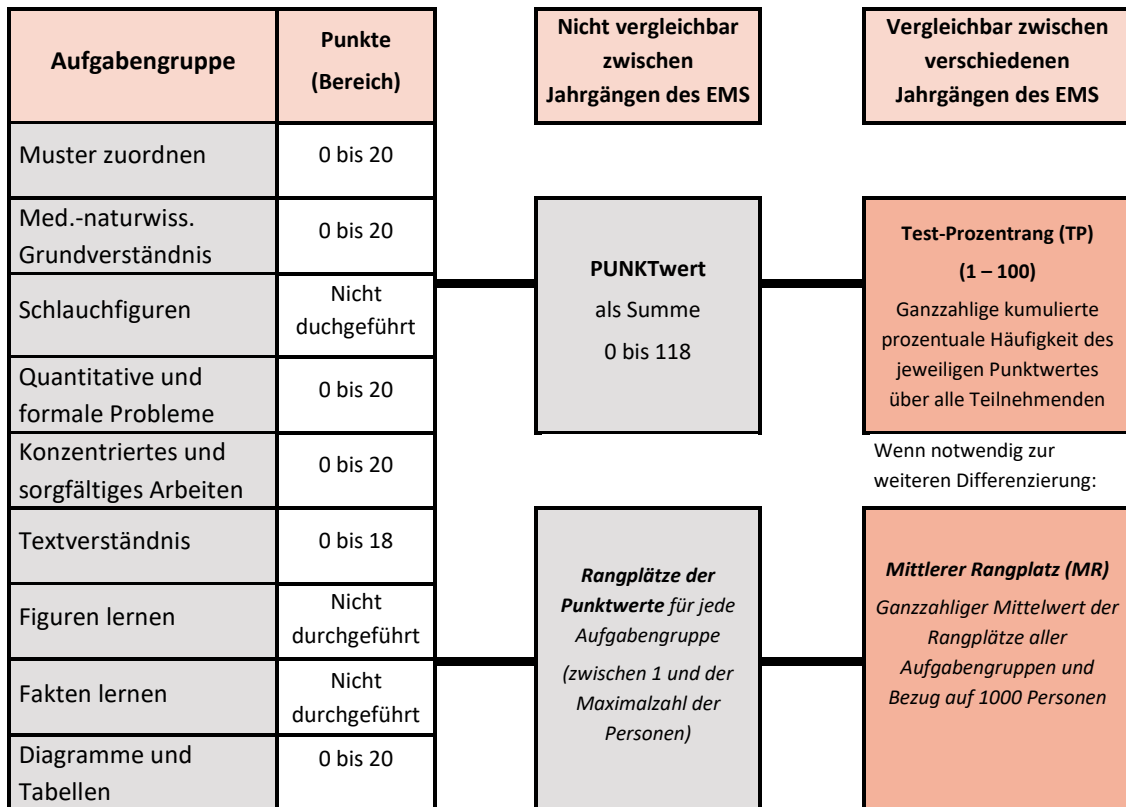 Aufgabengruppe
Punkte
(Bereich)
Muster zuordnen
0 bis 20
Med.-naturwiss.
Grundverständnis
0 bis 20
Schlauchfiguren
Nicht
duchgeführt
Quantitative und
formale Probleme
0 bis 20
Konzentriertes und
sorgfältiges Arbeiten
0 bis 20
Textverständnis
0 bis 18
Figuren lernen
Nicht
durchgeführt
Fakten lernen
Nicht
durchgeführt
Diagramme und
Tabellen
0 bis 20
Nicht vergleichbar
zwischen
Jahrgängen des EMS
PUNKTwert
als Summe
0 bis 118
Rangplätze der
Punktwerte für jede
Aufgabengruppe
(zwischen 1 und der
Maximalzahl der
Personen)
Vergleichbar zwischen
verschiedenen
Jahrgängen des EMS
Test-Prozentrang (TP)
(1 – 100)
Ganzzahlige kumulierte
prozentuale Häufigkeit des
jeweiligen Punktwertes
über alle Teilnehmenden
Wenn notwendig zur
weiteren Differenzierung:
Mittlerer Rangplatz (MR)
Ganzzahliger Mittelwert der
Rangplätze aller
Aufgabengruppen und
Bezug auf 1000 Personen